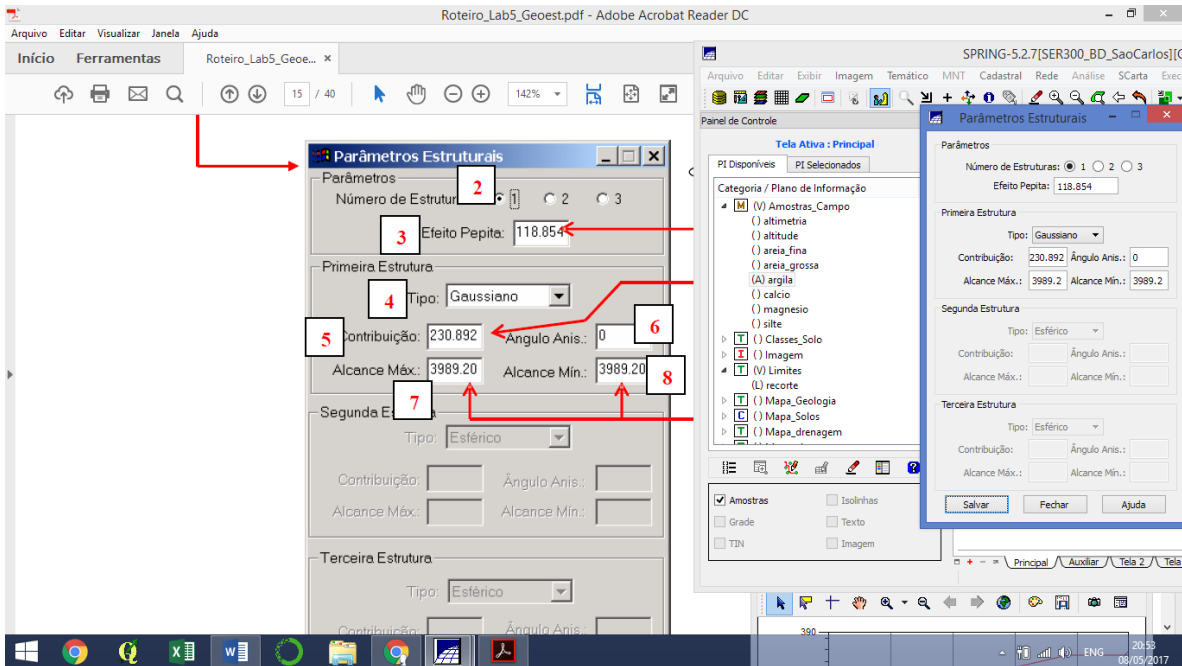 Roteiro_Lab5_Geoest.pdf - Adobe Acrobat Reader DC
Arquivo Editar Visualizar Janela Ajuda
Início Ferramentas Roteiro_Lab5_Geoe... ×
15 / 40 142%
Parâmetros Estruturais
Parâmetros
Número de Estrutur 2 1 2 3
3 Efeito Pepita: 118.854
Primeira Estrutura
4 Tipo: Gaussiano
5 Contribuição: 230.892 Ângulo Anis.: 0 6
Alcance Máx.: 3989.20 Alcance Mín.: 3989.20 8
7
Segunda E a
Tipo: Esférico
Contribuição: Ângulo Anis.:
Alcance Máx.: Alcance Mín.:
Terceira Estrutura
Tipo: Esférico
Contribuição: Ângulo Anis.:
SPRING-5.2.7[SER300_BD_SaoCarlos][C
Arquivo Editar Exibir Imagem Temático MNT Cadastral Rede Análise SCarta Exec
Painel de Controle
Tela Ativa : Principal
PI Disponíveis PI Selecionados
Categoria / Plano de Informação
M (V) Amostras_Campo
() altimetria
() altitude
() areia_fina
() areia_grossa
(A) argila
() calcio
() magnesio
() silte
T () Classes_Solo
I () Imagem
T (V) Limites
(L) recorte
T () Mapa_Geologia
C () Mapa_Solos
T () Mapa_drenagem
Amostras Isolinhas
Grade Texto
TIN Imagem
Parâmetros Estruturais
Parâmetros
Número de Estruturas: 1 2 3
Efeito Pepita: 118.854
Primeira Estrutura
Tipo: Gaussiano
Contribuição: 230.892 Ângulo Anis.: 0
Alcance Máx.: 3989.2 Alcance Mín.: 3989.2
Segunda Estrutura
Tipo: Esférico
Contribuição: Ângulo Anis.:
Alcance Máx.: Alcance Mín.:
Terceira Estrutura
Tipo: Esférico
Contribuição: Ângulo Anis.:
Alcance Máx.: Alcance Mín.:
Salvar Fechar Ajuda
Principal Auxiliar Tela 2 Tela
390
ENG 20:53
08/05/2017